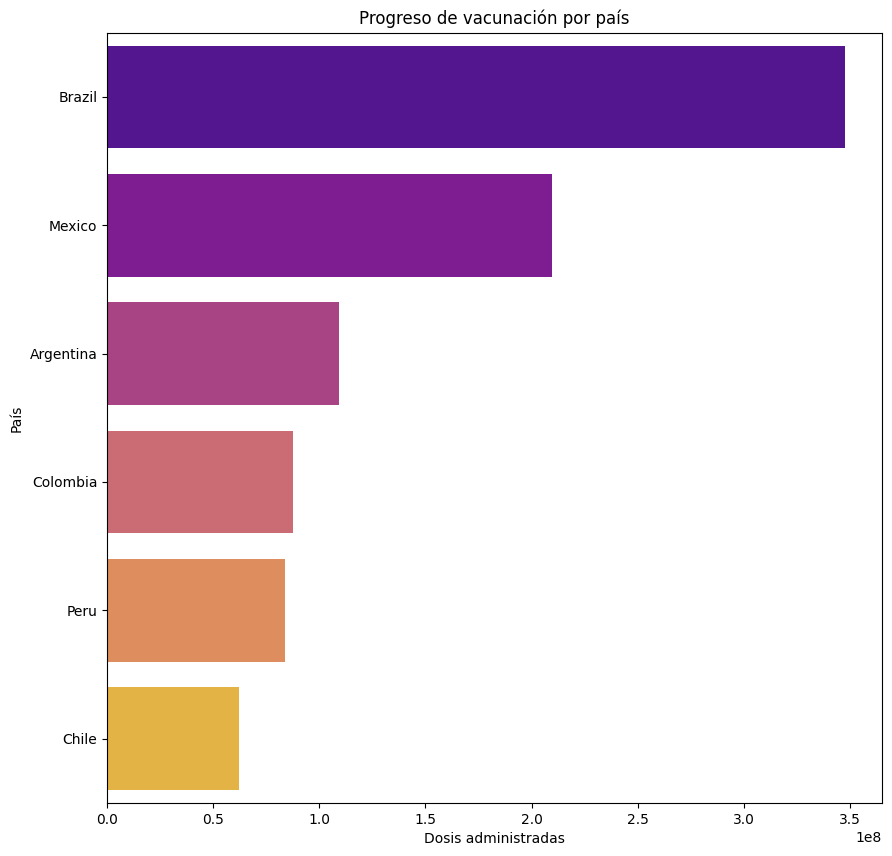 Progreso de vacunación por país
Brazil
Mexico
Argentina
Colombia
Peru
Chile
País
0.0 0.5 1.0 1.5 2.0 2.5 3.0 3.5
1e8
Dosis administradas